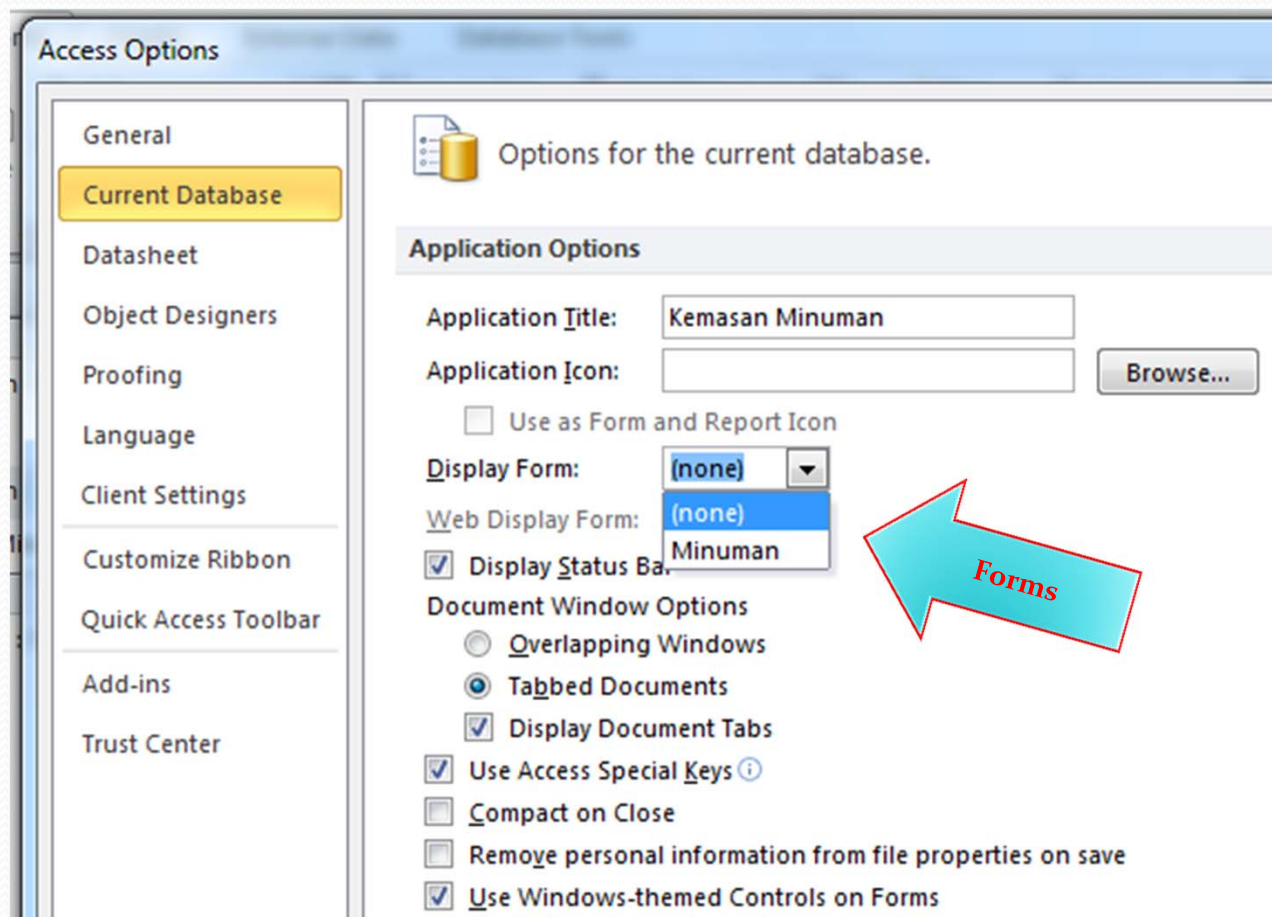 Access Options
General
Current Database
Datasheet
Object Designers
Proofing
Language
Client Settings
Customize Ribbon
Quick Access Toolbar
Add-ins
Trust Center
Options for the current database.
Application Options
Application Title: Kemasan Minuman
Application Icon: Browse...
Use as Form and Report Icon
Display Form: (none)
(none)
Web Display Form:
Minuman
Display Status Ba
Forms
Document Window Options
Overlapping Windows
Tabbed Documents
Display Document Tabs
Use Access Special Keys
Compact on Close
Remove personal information from file properties on save
Use Windows-themed Controls on Forms